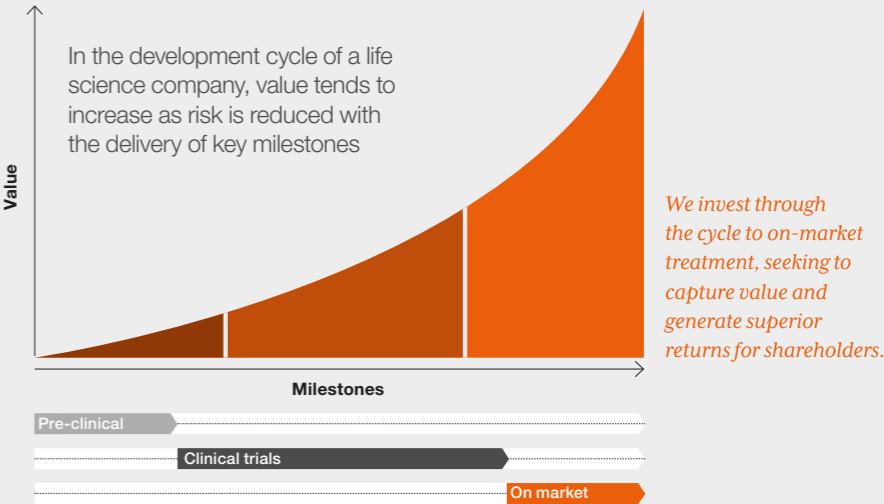 In the development cycle of a life
science company, value tends to
increase as risk is reduced with
the delivery of key milestones
Value
We invest through
the cycle to on-market
treatment, seeking to
capture value and
generate superior
returns for shareholders.
Milestones
Pre-clinical
Clinical trials
On market